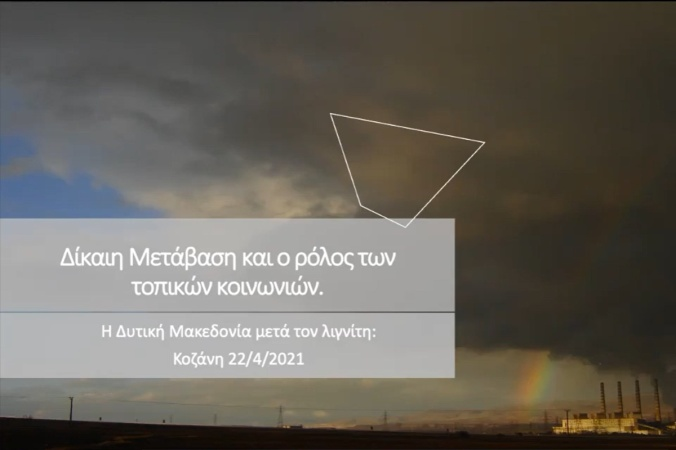 Δίκαιη Μετάβαση και ο ρόλος των
τοπικών κοινωνιών.
Η Δυτική Μακεδονία μετά τον λιγνίτη:
Κοζάνη 22/4/2021